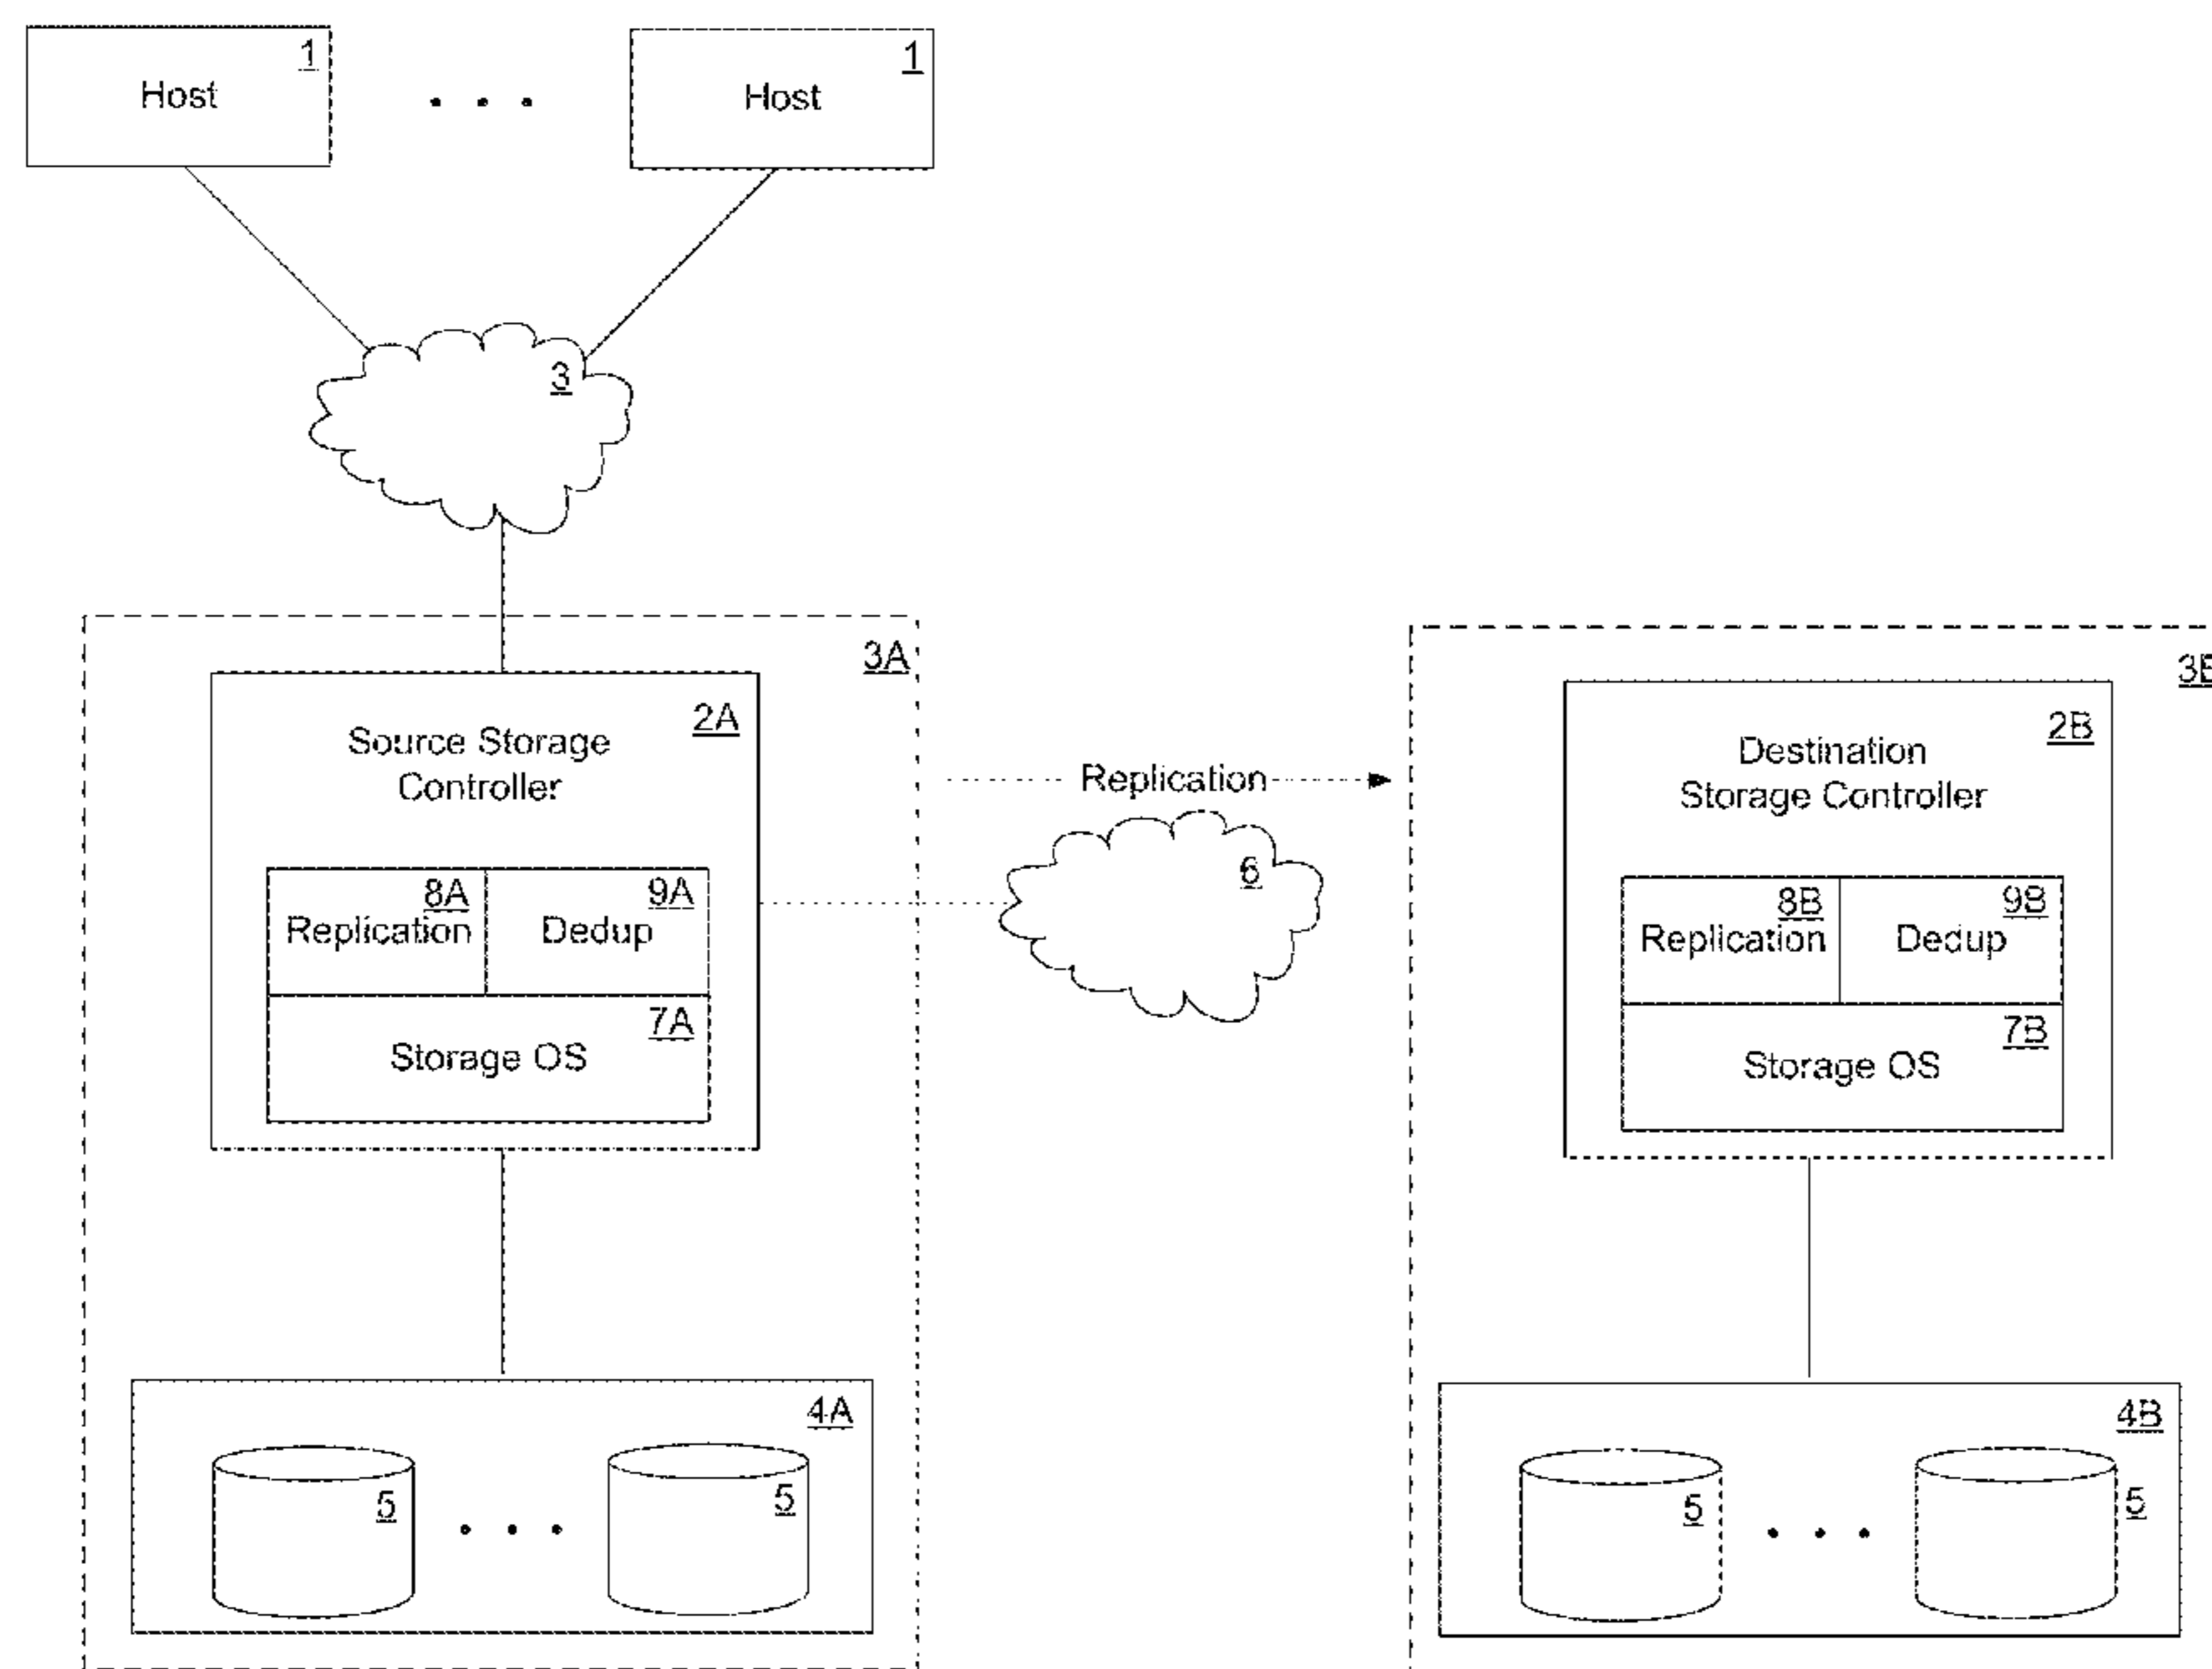 1
1
Host
Host
3
3A
2A
Source Storage
Controller
8A
9A
Replication
Dedup
7A
Storage OS
4A
5
5
Replication
6
2B
Destination
Storage Controller
8B
9B
Replication
Dedup
7B
Storage OS
4B
5
5